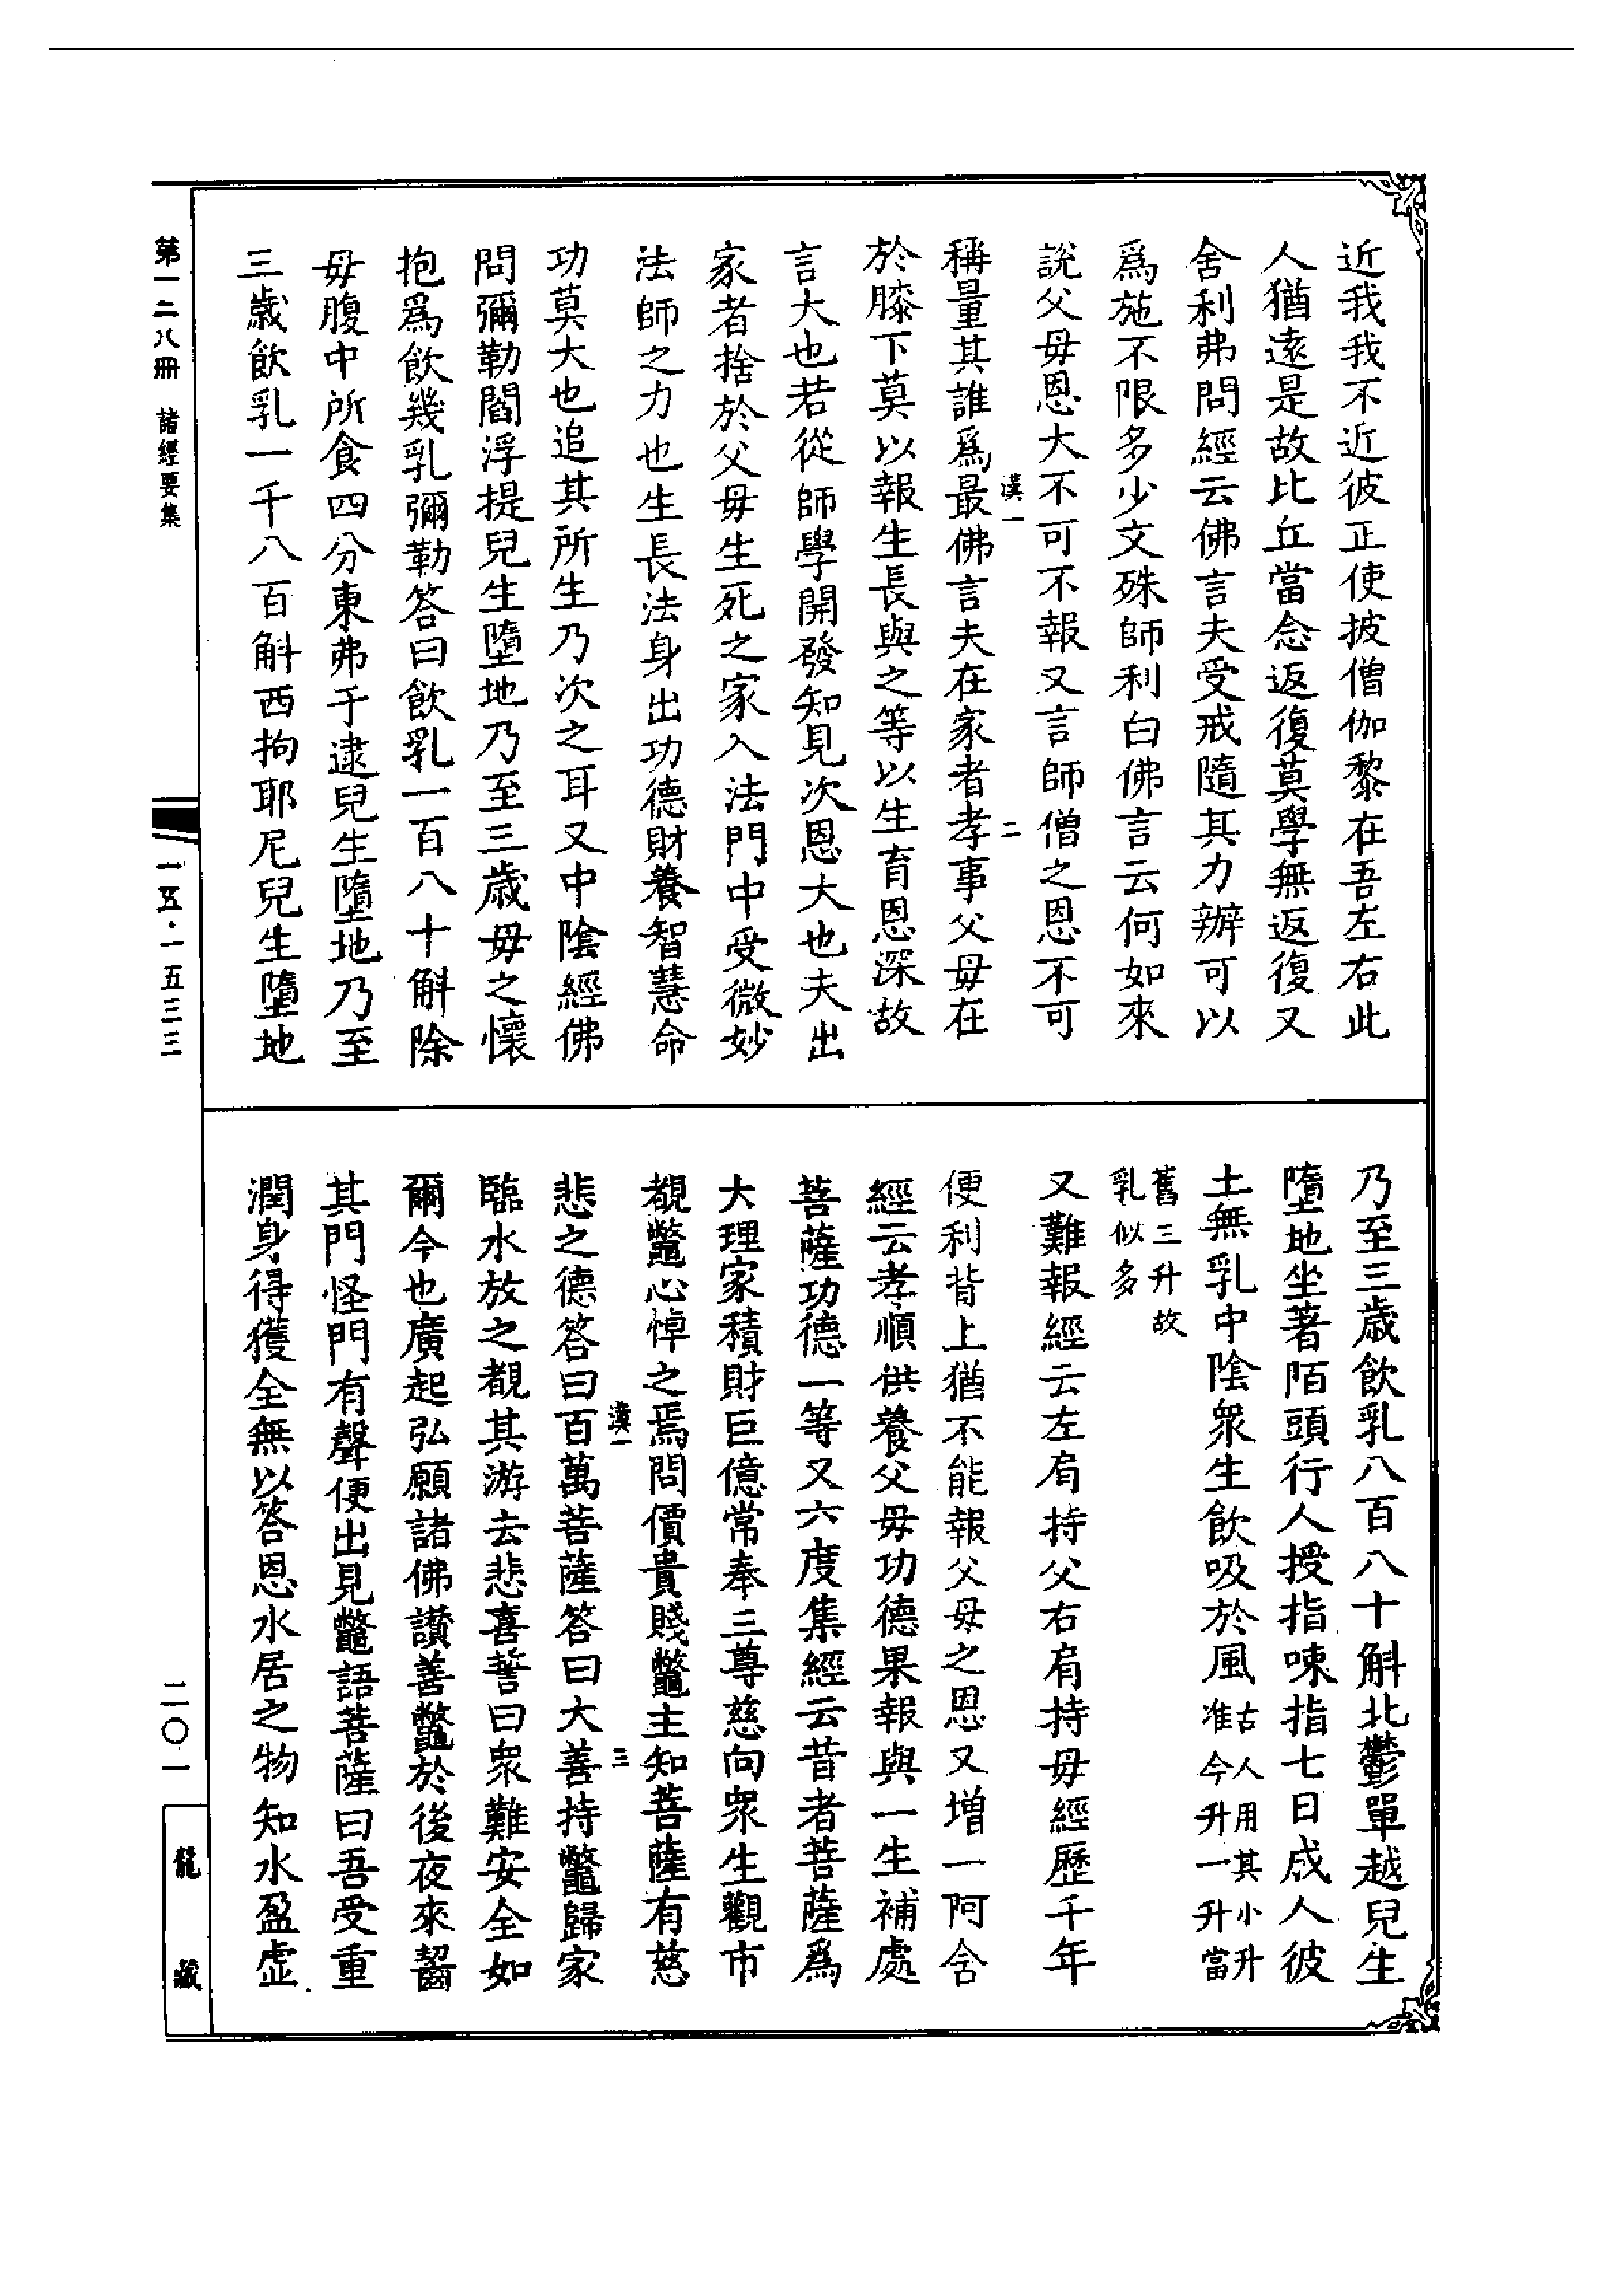 近我我不近彼正使披僧伽黎在吾左右此
人猶遠是故比丘當念返復莫學無返復又
舍利弗問經云佛言夫受戒隨其力辦可以
爲施不限多少文殊師利白佛言云何如來
說父母恩大不可不報又言師僧之恩不可
漢一
二
稱量其誰爲最佛言夫在家者孝事父母在
於膝下莫以報生長與之等以生育恩深故
言大也若從師學開發知見次恩大也夫出
家者捨於父母生死之家入法門中受微妙
法師之力也生長法身出功德財養智慧命
功莫大也追其所生乃次之耳又中陰經佛
問彌勒閻浮提兒生墮地乃至三歲母之懷
抱爲飲幾乳彌勒答曰飲乳一百八十斛除
母腹中所食四分東弗于逮兒生墮地乃至
三歲飲乳一千八百斛西拘耶尼兒生墮地
乃至三歲飲乳八百八十斛北鬱單越兒生
墮地坐著陌頭行人授指唻指七日成人彼
土無乳中陰衆生飲吸於風古人用其小升
准今升一升當
舊三升故
乳似多
又難報經云左肩持父右肩持母經歷千年
便利背上猶不能報父母之恩又增一阿含
經云孝順供養父母功德果報與一生補處
菩薩功德一等又六度集經云昔者菩薩爲
大理家積財巨億常奉三尊慈向衆生觀市
覩鼈心悼之焉問價貴賤鼈主知菩薩有慈
漢一
三
悲之德答曰百萬菩薩答曰大善持鼈歸家
臨水放之覩其游去悲喜誓曰衆難安全如
爾今也廣起弘願諸佛讃善鼈於後夜來齧
其門怪門有聲便出見鼈語菩薩曰吾受重
潤身得獲全無以答恩水居之物知水盈虛
第一二八冊 諸經要集
一五·一五三三
二〇一
龍藏